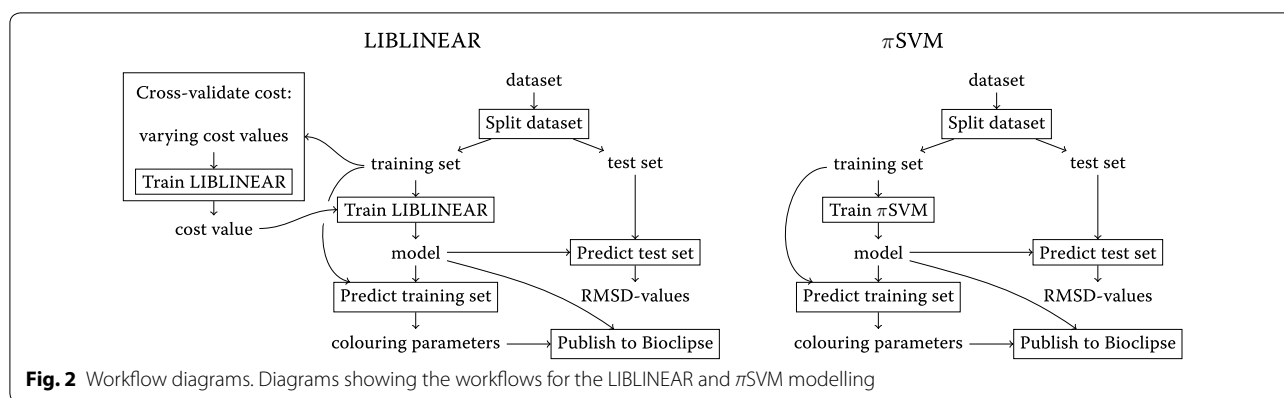 LIBLINEAR
Cross-validate cost:
varying cost values
Train LIBLINEAR
cost value
dataset
Split dataset
training set
test set
Train LIBLINEAR
model
Predict test set
Predict training set
RMSD-values
colouring parameters
Publish to Bioclipse
πSVM
dataset
Split dataset
training set
test set
Train πSVM
model
Predict test set
Predict training set
RMSD-values
colouring parameters
Publish to Bioclipse
Fig. 2 Workflow diagrams. Diagrams showing the workflows for the LIBLINEAR and πSVM modelling